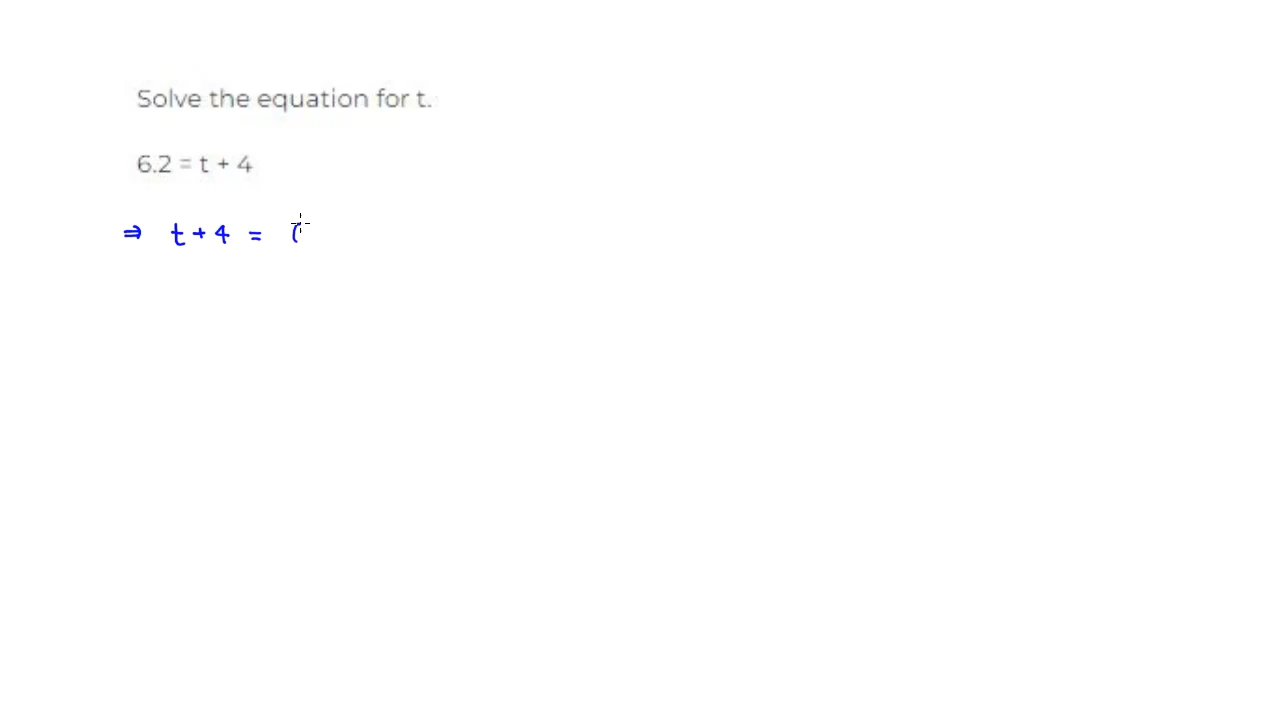 Solve the equation for t.
6.2 = t + 4
⇒ t + 4 =